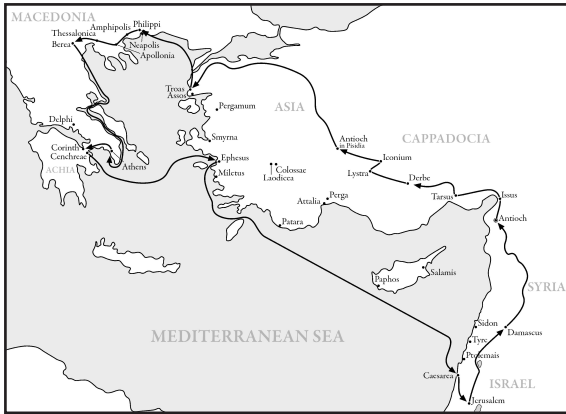 MACEDONIA
Thessalonica
Amphipolis
Philippi
Berea
Neapolis
Apollonia
Troas
Assos
Pergamum
ASIA
Smyrna
Delphi
Corinth
Cenchreae
ACHIA
Athens
Ephesus
Miletus
Colossae
Laodicea
Antioch
in Pisidia
Iconium
Lystra
Derbe
CAPPADOCIA
Tarsus
Issus
Antioch
Perga
Attalia
Patara
Salamis
Paphos
SYRIA
MEDITERRANEAN SEA
Sidon
Damascus
Tyre
Ptolemais
Caesarea
ISRAEL
Jerusalem